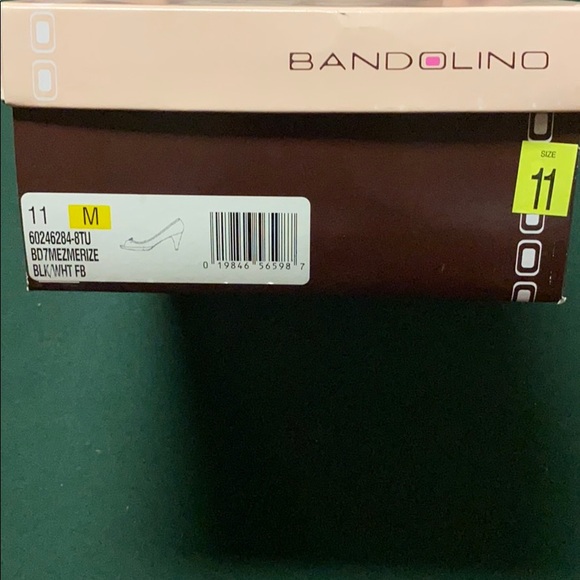 BANDOLINO
SIZE
11
11 M
60246284-8TU
BD7MEZMERIZE
BLK/WHT FB
0 19846 56598 7